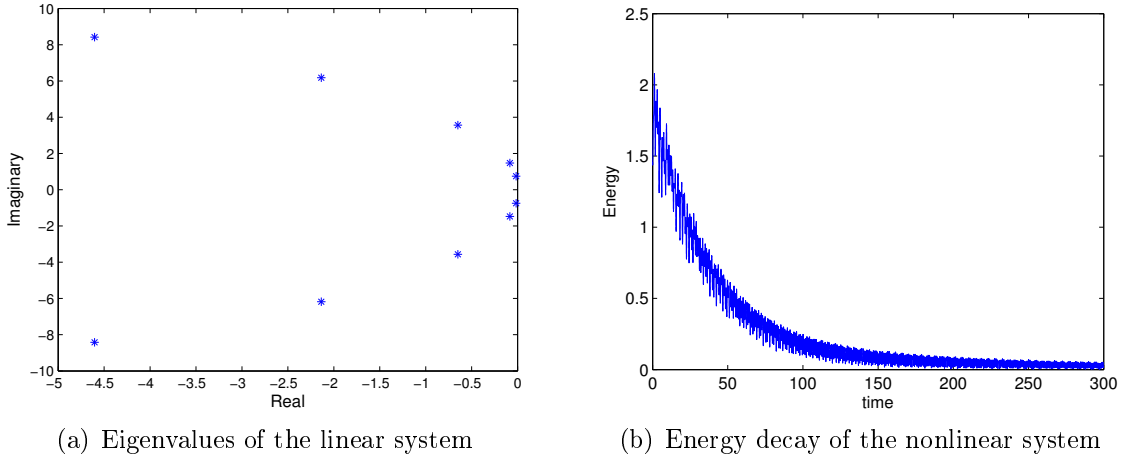 10
8
6
4
2
0
−2
−4
−6
−8
−10
Imaginary
−5 −4.5 −4 −3.5 −3 −2.5 −2 −1.5 −1 −0.5 0
Real
(a) Eigenvalues of the linear system
2.5
2
1.5
1
0.5
0
Energy
0 50 100 150 200 250 300
time
(b) Energy decay of the nonlinear system